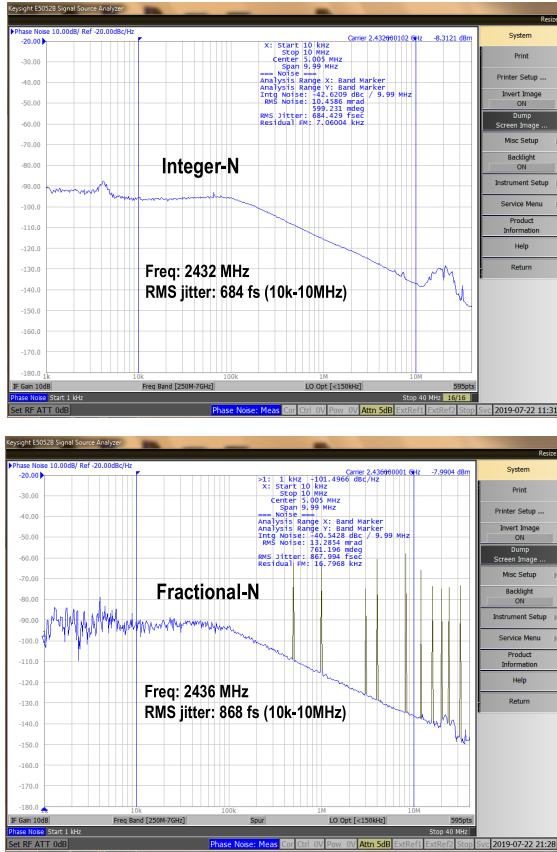 Keysight E5052B Signal Source Analyzer
Resize
▶Phase Noise 10.00dB/ Ref -20.00dBc/Hz
-20.00
Carrier 2.432000102 GHz -8.3121 dBm
X: Start 10 kHz
Stop 10 MHz
Center 5.005 MHz
Span 9.99 MHz
=== Noise ===
Analysis Range X: Band Marker
Analysis Range Y: Band Marker
Intg Noise: -42.6209 dBc / 9.99 MHz
RMS Noise: 10.4586 mrad
599.231 mdeg
RMS Jitter: 684.429 fsec
Residual FM: 7.06004 kHz
-30.00
-40.00
-50.00
-60.00
-70.00
-80.00
-90.00
-100.0
-110.0
-120.0
-130.0
-140.0
-150.0
-160.0
-170.0
-180.0
Integer-N
Freq: 2432 MHz
RMS jitter: 684 fs (10k-10MHz)
1k 10k 100k 1M 10M
IF Gain 10dB Freq Band [250M-7GHz] LO Opt [<150kHz] 595pts
Phase Noise Start 1 kHz Stop 40 MHz 16/16
Set RF ATT 0dB Phase Noise: Meas Cor Ctrl 0V Pow 0V Attn 5dB ExtRef1 ExtRef2 Stop Svc 2019-07-22 11:31
System
Print
Printer Setup ...
Invert Image
ON
Dump
Screen Image ...
Misc Setup
Backlight
ON
Instrument Setup
Service Menu
Product
Information
Help
Return
Keysight E5052B Signal Source Analyzer
Resize
▶Phase Noise 10.00dB/ Ref -20.00dBc/Hz
-20.00
Carrier 2.436000001 GHz -7.9904 dBm
>1: 1 kHz -101.4966 dBc/Hz
X: Start 10 kHz
Stop 10 MHz
Center 5.005 MHz
Span 9.99 MHz
=== Noise ===
Analysis Range X: Band Marker
Analysis Range Y: Band Marker
Intg Noise: -40.5428 dBc / 9.99 MHz
RMS Noise: 13.2854 mrad
761.196 mdeg
RMS Jitter: 867.994 fsec
Residual FM: 16.7968 kHz
-30.00
-40.00
-50.00
-60.00
-70.00
-80.00
-90.00
-100.0
-110.0
-120.0
-130.0
-140.0
-150.0
-160.0
-170.0
-180.0
Fractional-N
Freq: 2436 MHz
RMS jitter: 868 fs (10k-10MHz)
10k 100k 1M 10M
IF Gain 10dB Freq Band [250M-7GHz] Spur LO Opt [<150kHz] 595pts
Phase Noise Start 1 kHz Stop 40 MHz
Set RF ATT 0dB Phase Noise: Meas Cor Ctrl 0V Pow 0V Attn 5dB ExtRef1 ExtRef2 Stop Svc 2019-07-22 21:28
System
Print
Printer Setup ...
Invert Image
ON
Dump
Screen Image ...
Misc Setup
Backlight
ON
Instrument Setup
Service Menu
Product
Information
Help
Return